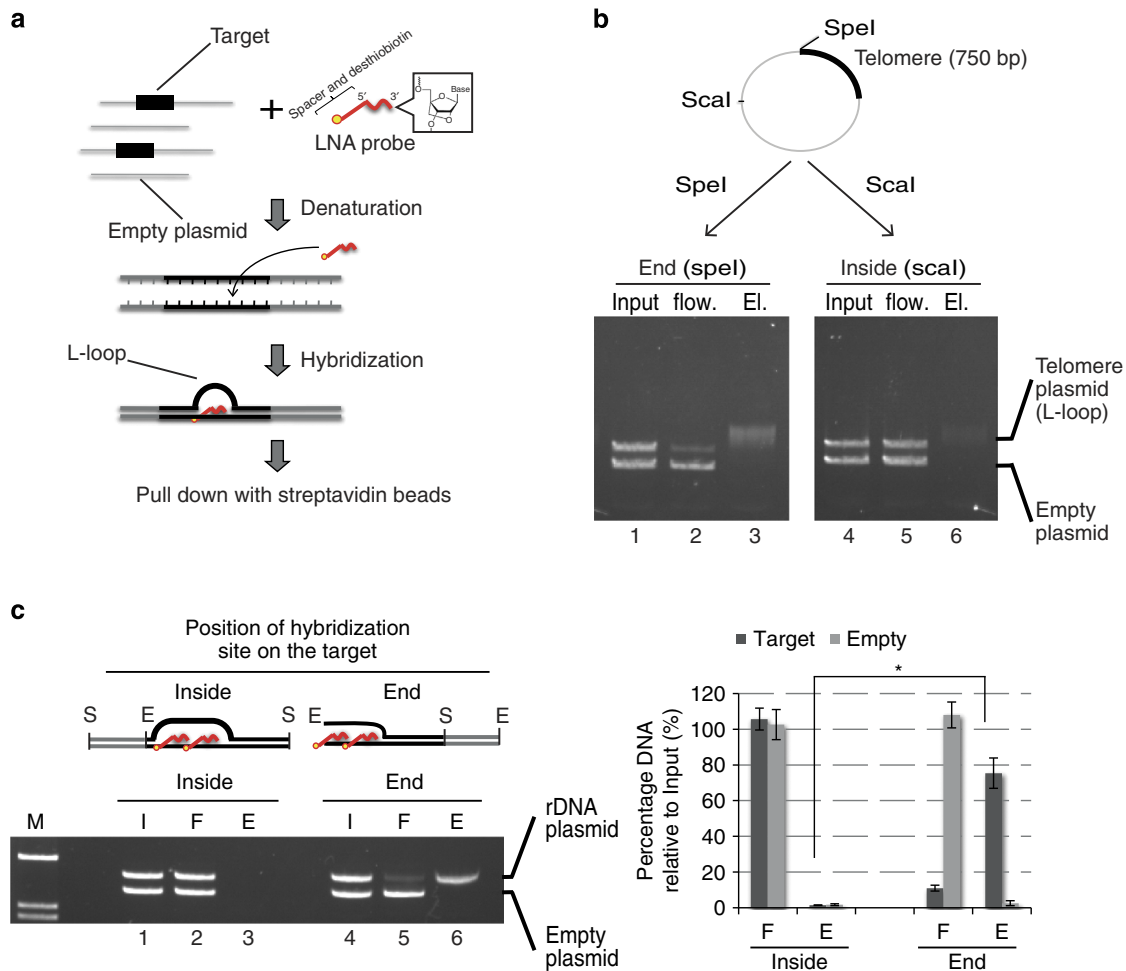 a
Target
Spacer and desthiobiotin
5′
3′
Base
O
O
O
LNA probe
Empty plasmid
Denaturation
L-loop
Hybridization
Pull down with streptavidin beads
b
SpeI
Telomere (750 bp)
ScaI
SpeI
ScaI
End (speI)
Inside (scaI)
Input flow. El.
Input flow. El.
Telomere
plasmid
(L-loop)
Empty
plasmid
1 2 3
4 5 6
c
Position of hybridization
site on the target
Inside
End
S E S
E S E
Inside
End
M I F E I F E
rDNA
plasmid
Empty
plasmid
1 2 3 4 5 6
Target Empty
*
Percentage DNA
relative to Input (%)
120
100
80
60
40
20
0
F E F E
Inside End